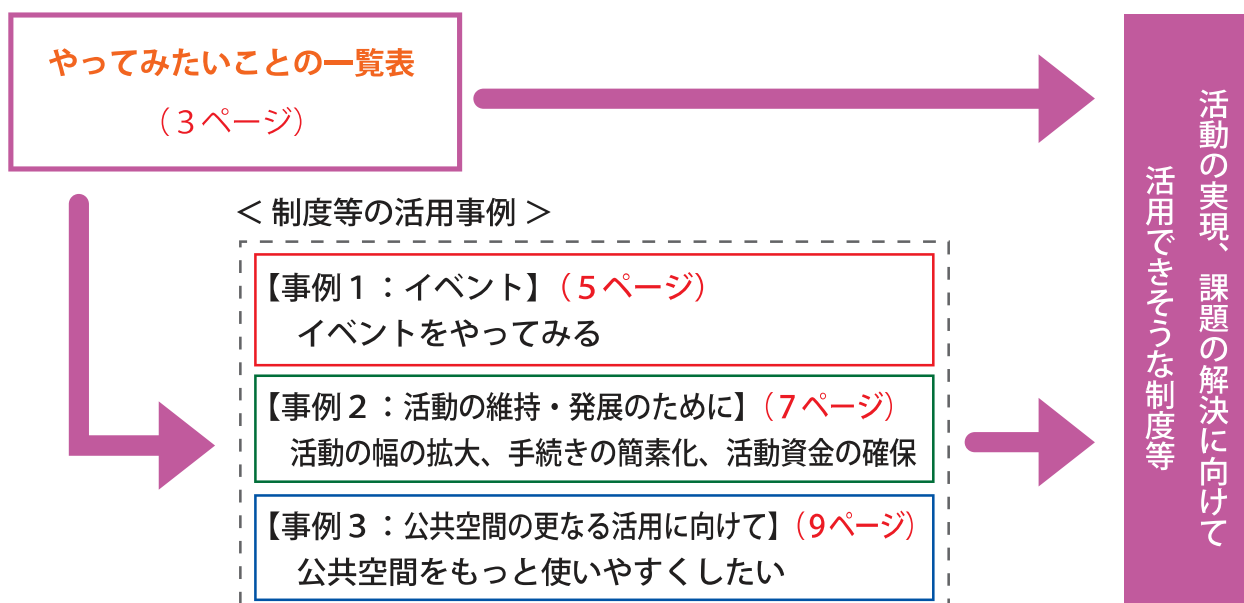 やってみたいことの一覧表
（３ページ）
＜ 制度等の活用事例 ＞
【事例１：イベント】（５ページ）
イベントをやってみる
【事例２：活動の維持・発展のために】（７ページ）
活動の幅の拡大、手続きの簡素化、活動資金の確保
【事例３：公共空間の更なる活用に向けて】（９ページ）
公共空間をもっと使いやすくしたい
活動の実現、課題の解決に向けて
活用できそうな制度等